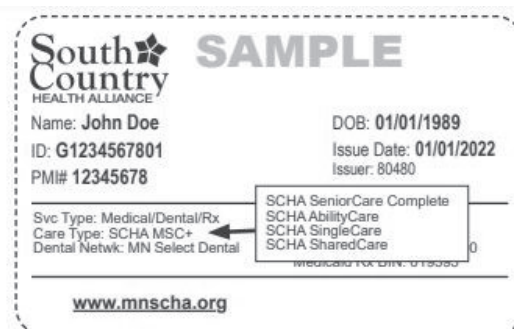 South Country
HEALTH ALLIANCE
SAMPLE
Name: John Doe
DOB: 01/01/1989
ID: G1234567801
Issue Date: 01/01/2022
PMI# 12345678
Issuer: 80480
Svc Type: Medical/Dental/Rx
Care Type: SCHA MSC+
Dental Netwk: MN Select Dental
SCHA SeniorCare Complete
SCHA AbilityCare
SCHA SingleCare
SCHA SharedCare
0
www.mnscha.org